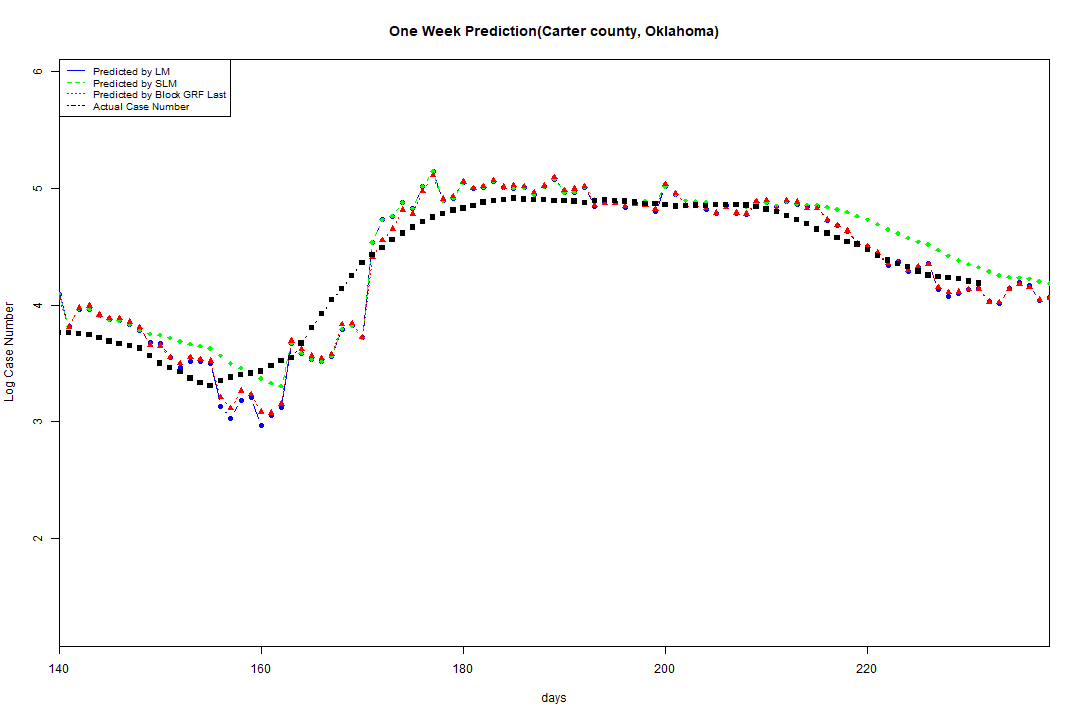 One Week Prediction(Carter county, Oklahoma)
Predicted by LM
Predicted by SLM
Predicted by Block GRF Last
Actual Case Number
6
5
4
3
2
Log Case Number
140 160 180 200 220
days